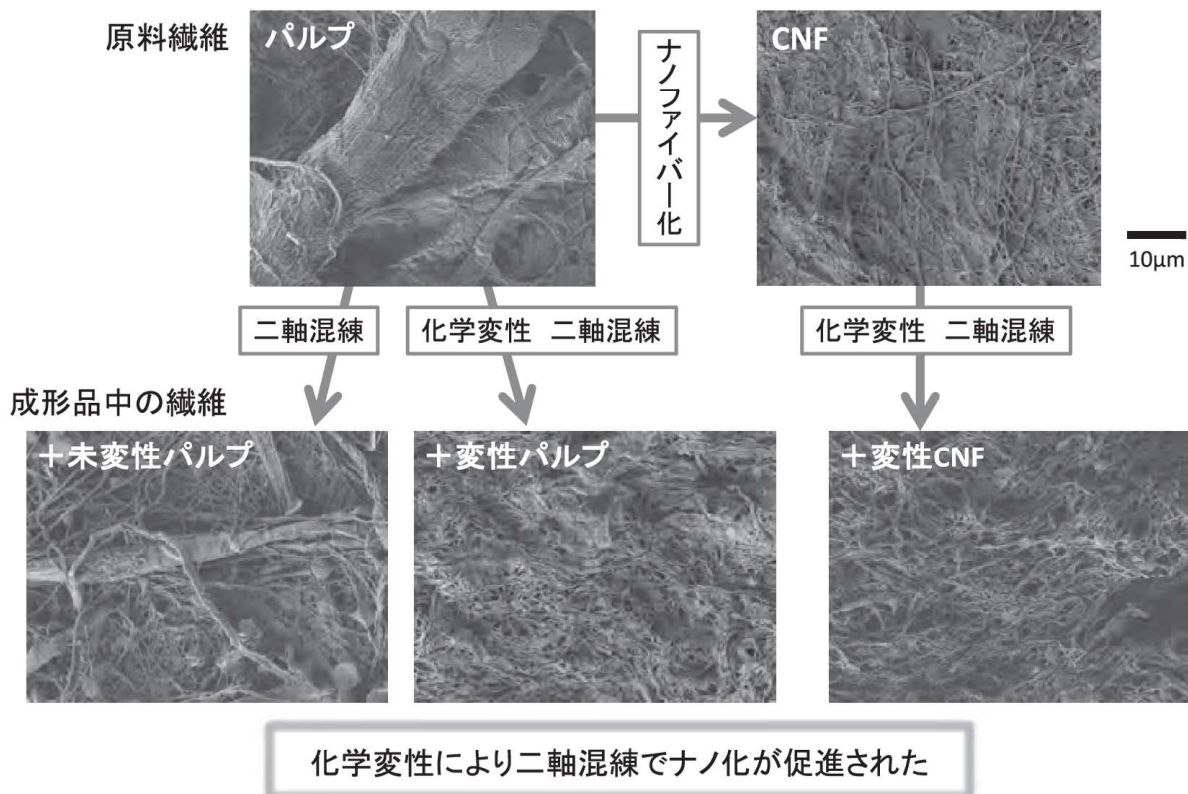 原料繊維
パルプ
ナノファイバー化
CNF
10μm
二軸混練
化学変性 二軸混練
化学変性 二軸混練
成形品中の繊維
＋未変性パルプ
＋変性パルプ
＋変性CNF
化学変性により二軸混練でナノ化が促進された